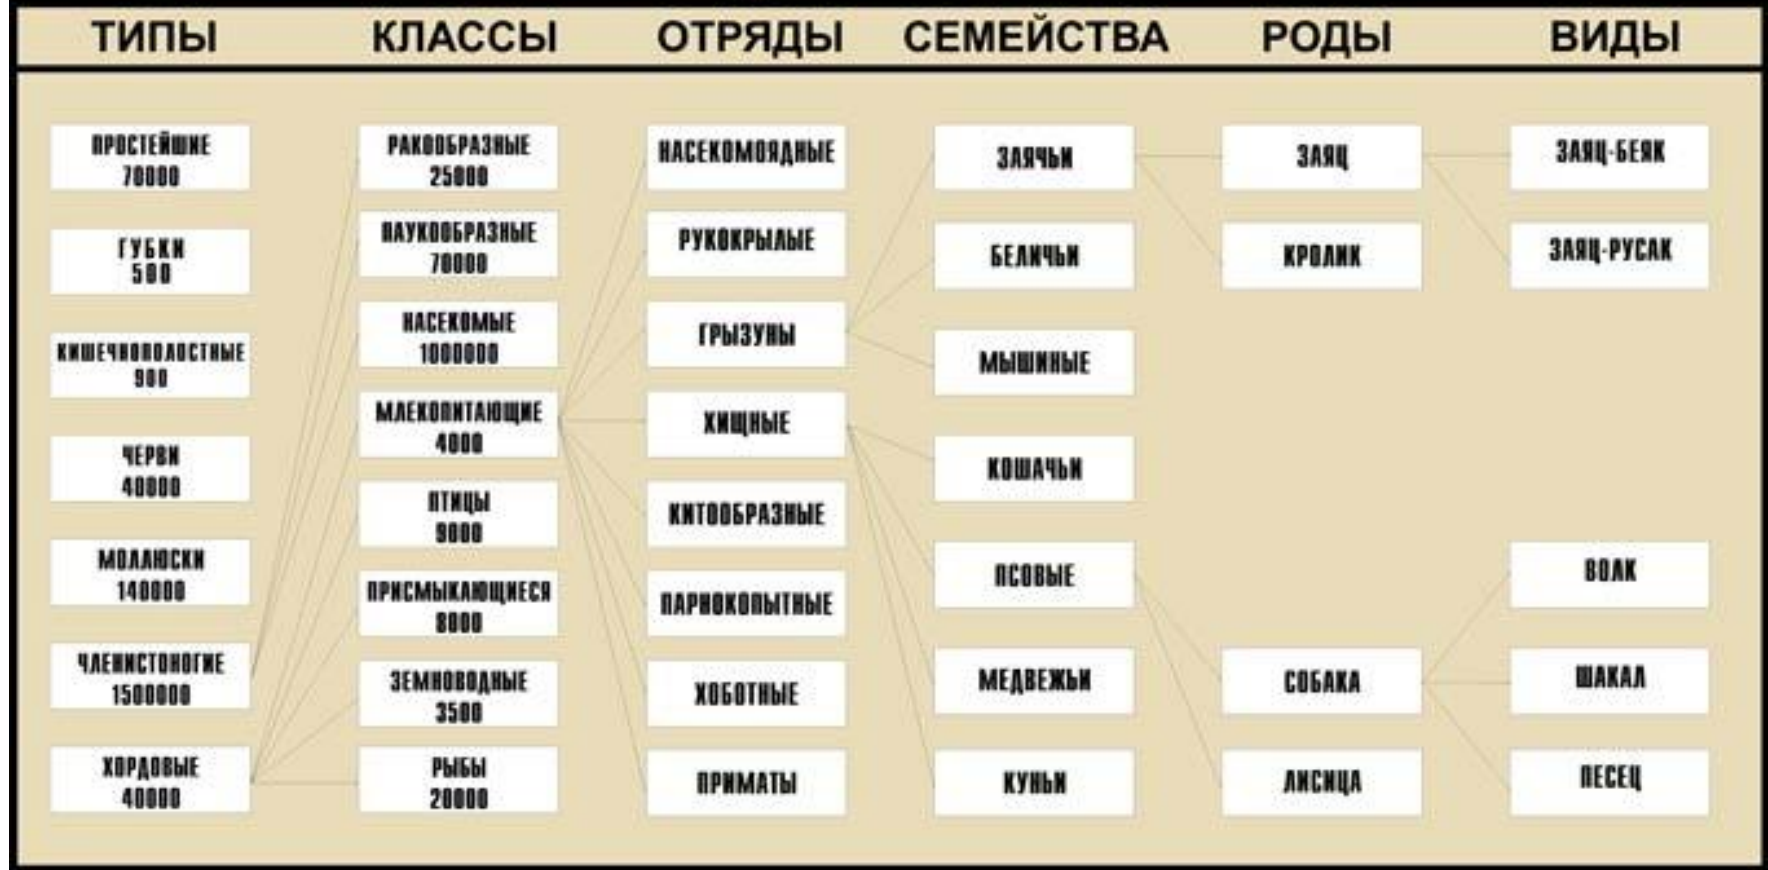 ТИПЫ
КЛАССЫ
ОТРЯДЫ
СЕМЕЙСТВА
РОДЫ
ВИДЫ
ПРОСТЕЙШИЕ
70000
ГУБКИ
500
КИШЕЧНОПОЛОСТНЫЕ
900
ЧЕРВИ
40000
МОЛЛЮСКИ
140000
ЧЛЕНИСТОНОГИЕ
1500000
ХОРДОВЫЕ
40000
РАКООБРАЗНЫЕ
25000
ПАУКООБРАЗНЫЕ
70000
НАСЕКОМЫЕ
1000000
МЛЕКОПИТАЮЩИЕ
4000
ПТИЦЫ
9000
ПРИСМЫКАЮЩИЕСЯ
8000
ЗЕМНОВОДНЫЕ
3500
РЫБЫ
20000
НАСЕКОМОЯДНЫЕ
РУКОКРЫЛЫЕ
ГРЫЗУНЫ
ХИЩНЫЕ
КИТООБРАЗНЫЕ
ПАРНОКОПЫТНЫЕ
ХОБОТНЫЕ
ПРИМАТЫ
ЗАЯЧЬИ
БЕЛИЧЬИ
МЫШИНЫЕ
КОШАЧЬИ
ПСОВЫЕ
МЕДВЕЖЬИ
КУНЬИ
ЗАЯЦ
КРОЛИК
СОБАКА
ЛИСИЦА
ЗАЯЦ-БЕЯК
ЗАЯЦ-РУСАК
ВОЛК
ШАКАЛ
ПЕСЕЦ